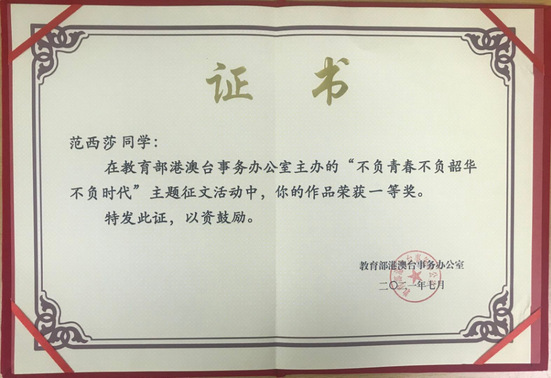 证 书
范西莎同学：
在教育部港澳台事务办公室主办的“不负青春不负韶华
不负时代”主题征文活动中，你的作品荣获一等奖。
特发此证，以资鼓励。
教育部港澳台事务办公室
二〇二一年七月